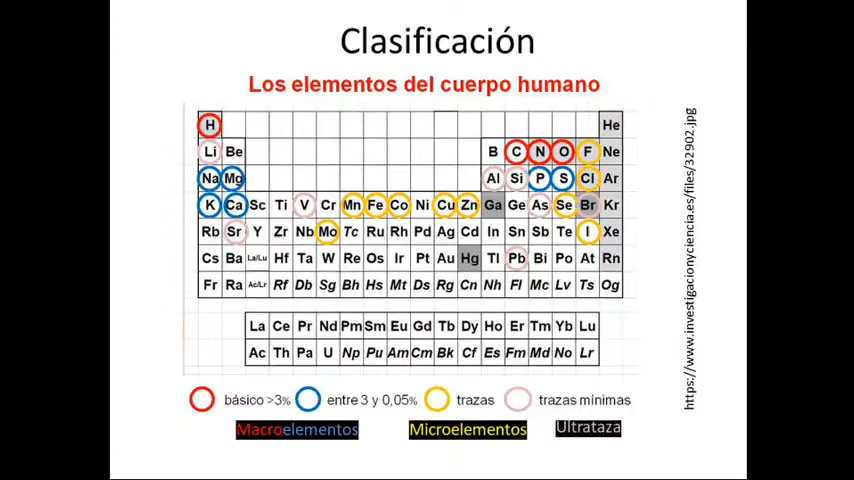 Clasificación
Los elementos del cuerpo humano
H He
Li Be B C N O F Ne
Na Mg Al Si P S Cl Ar
K Ca Sc Ti V Cr Mn Fe Co Ni Cu Zn Ga Ge As Se Br Kr
Rb Sr Y Zr Nb Mo Tc Ru Rh Pd Ag Cd In Sn Sb Te I Xe
Cs Ba La/Lu Hf Ta W Re Os Ir Pt Au Hg Tl Pb Bi Po At Rn
Fr Ra Ac/Lr Rf Db Sg Bh Hs Mt Ds Rg Cn Nh Fl Mc Lv Ts Og
La Ce Pr Nd Pm Sm Eu Gd Tb Dy Ho Er Tm Yb Lu
Ac Th Pa U Np Pu Am Cm Bk Cf Es Fm Md No Lr
básico >3% entre 3 y 0,05% trazas trazas mínimas
Macroelementos Microelementos Ultrataza
https://www.investigacionyciencia.es/files/32902.jpg